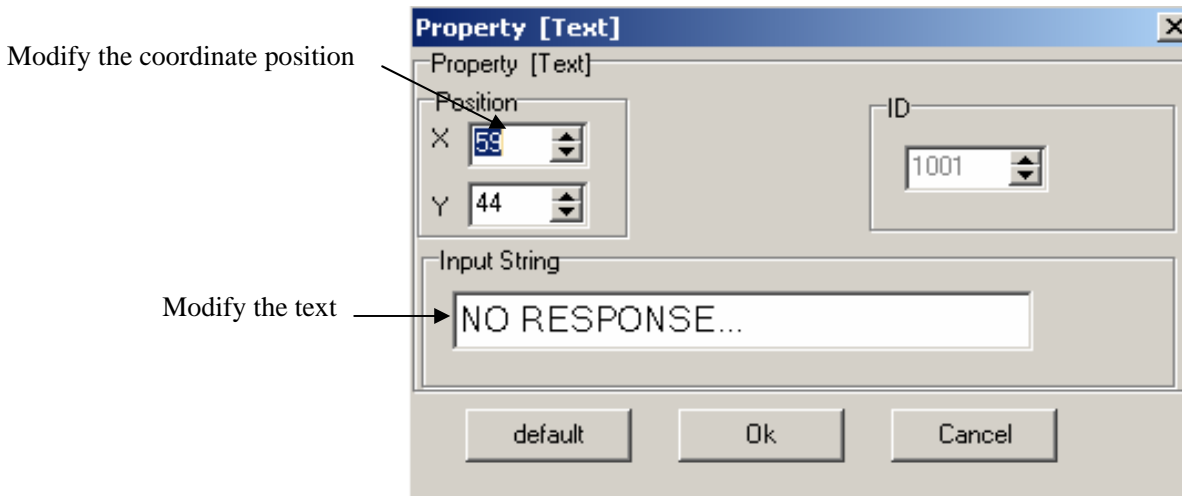 Property [Text]
Modify the coordinate position
Property [Text]
Position
ID
X 59
1001
Y 44
Input String
Modify the text
NO RESPONSE...
default Ok Cancel